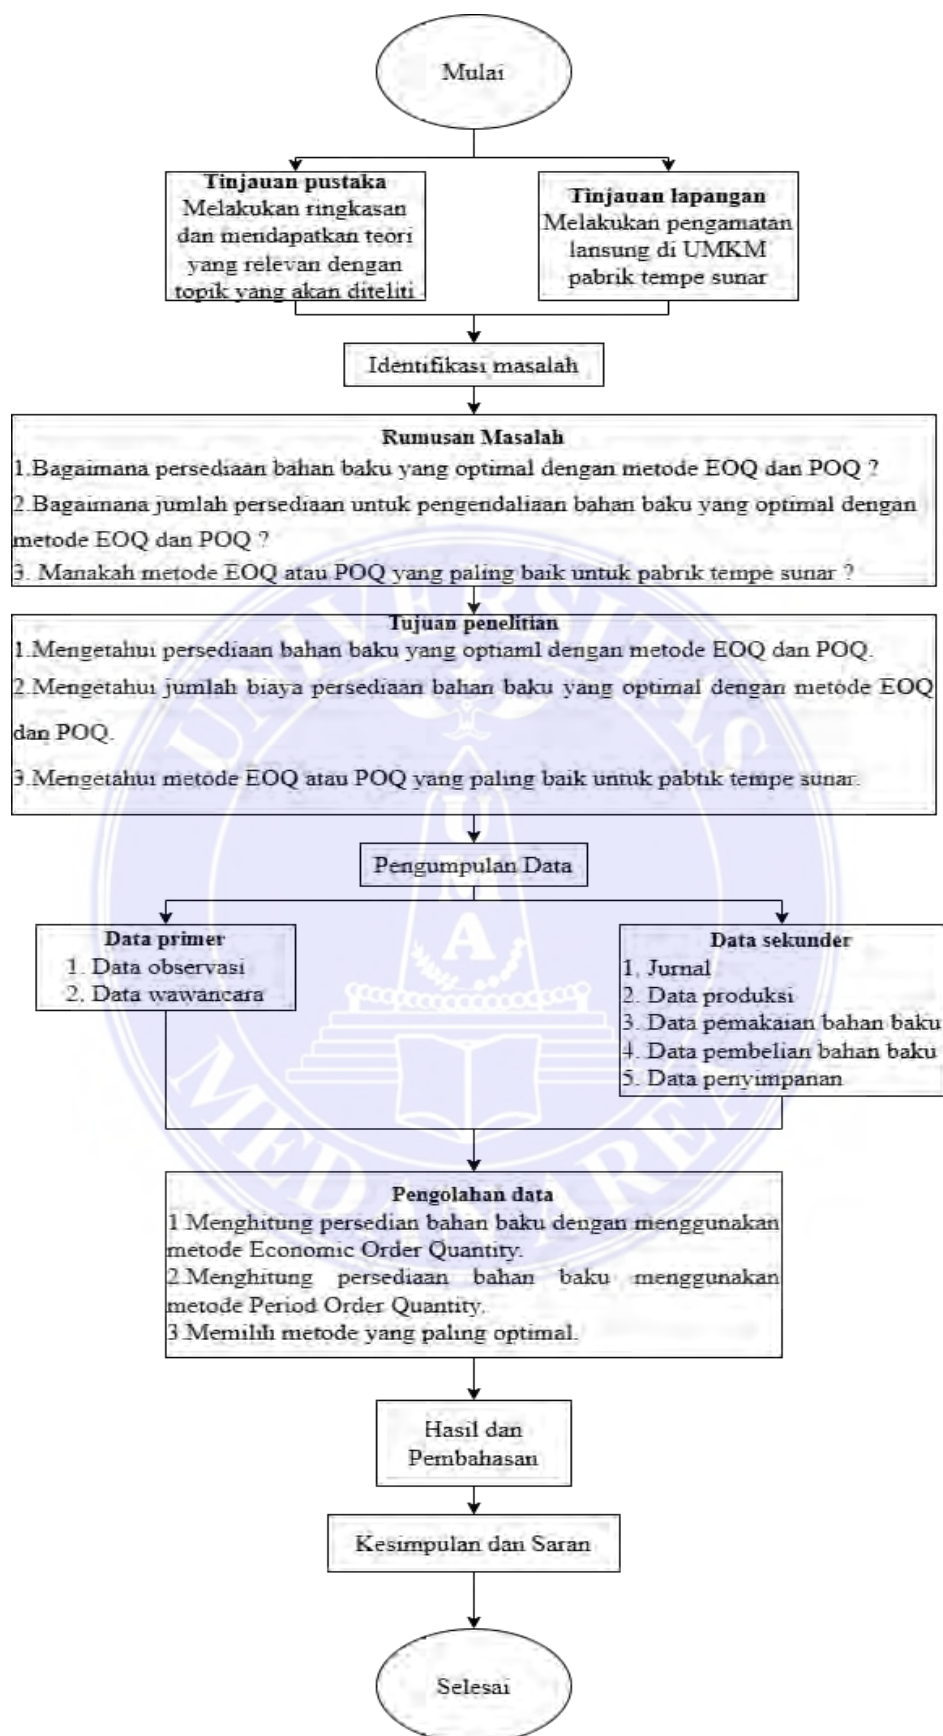 Mulai
Tinjauan pustaka
Melakukan ringkasan
dan mendapatkan teori
yang relevan dengan
topik yang akan diteliti
Tinjauan lapangan
Melakukan pengamatan
lansung di UMKM
pabrik tempe sunar
Identifikasi masalah
Rumusan Masalah
1.Bagaimana persediaan bahan baku yang optimal dengan metode EOQ dan POQ ?
2.Bagaimana jumlah persediaan untuk pengendaliaan bahan baku yang optimal dengan
metode EOQ dan POQ ?
3. Manakah metode EOQ atau POQ yang paling baik untuk pabrik tempe sunar ?
Tujuan penelitian
1.Mengetahui persediaan bahan baku yang optiaml dengan metode EOQ dan POQ.
2.Mengetahui jumlah biaya persediaan bahan baku yang optimal dengan metode EOQ
dan POQ.
3.Mengetahui metode EOQ atau POQ yang paling baik untuk pabtik tempe sunar.
Pengumpulan Data
Data primer
1. Data observasi
2. Data wawancara
Data sekunder
1. Jurnal
2. Data produksi
3. Data pemakaian bahan baku
4. Data pembelian bahan baku
5. Data penyimpanan
Pengolahan data
1.Menghitung persedian bahan baku dengan menggunakan
metode Economic Order Quantity.
2.Menghitung persediaan bahan baku menggunakan
metode Period Order Quantity.
3.Memilih metode yang paling optimal.
Hasil dan
Pembahasan
Kesimpulan dan Saran
Selesai
UNIVERSITAS
MEDAN AREA
U
M
A